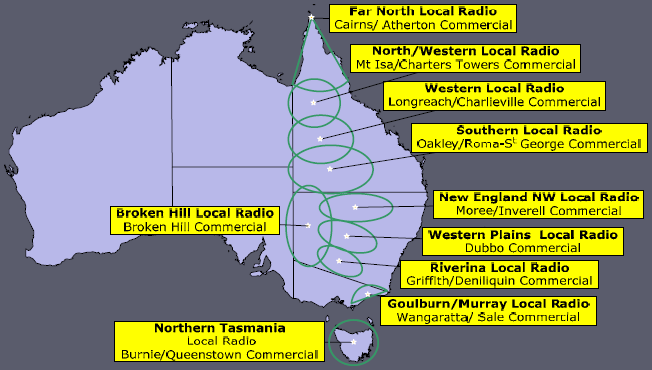 Far North Local Radio
Cairns/ Atherton Commercial
North/Western Local Radio
Mt Isa/Charters Towers Commercial
Western Local Radio
Longreach/Charlieville Commercial
Southern Local Radio
Oakley/Roma-St George Commercial
New England NW Local Radio
Moree/Inverell Commercial
Broken Hill Local Radio
Broken Hill Commercial
Western Plains Local Radio
Dubbo Commercial
Riverina Local Radio
Griffith/Deniliquin Commercial
Goulburn/Murray Local Radio
Wangaratta/ Sale Commercial
Northern Tasmania
Local Radio
Burnie/Queenstown Commercial